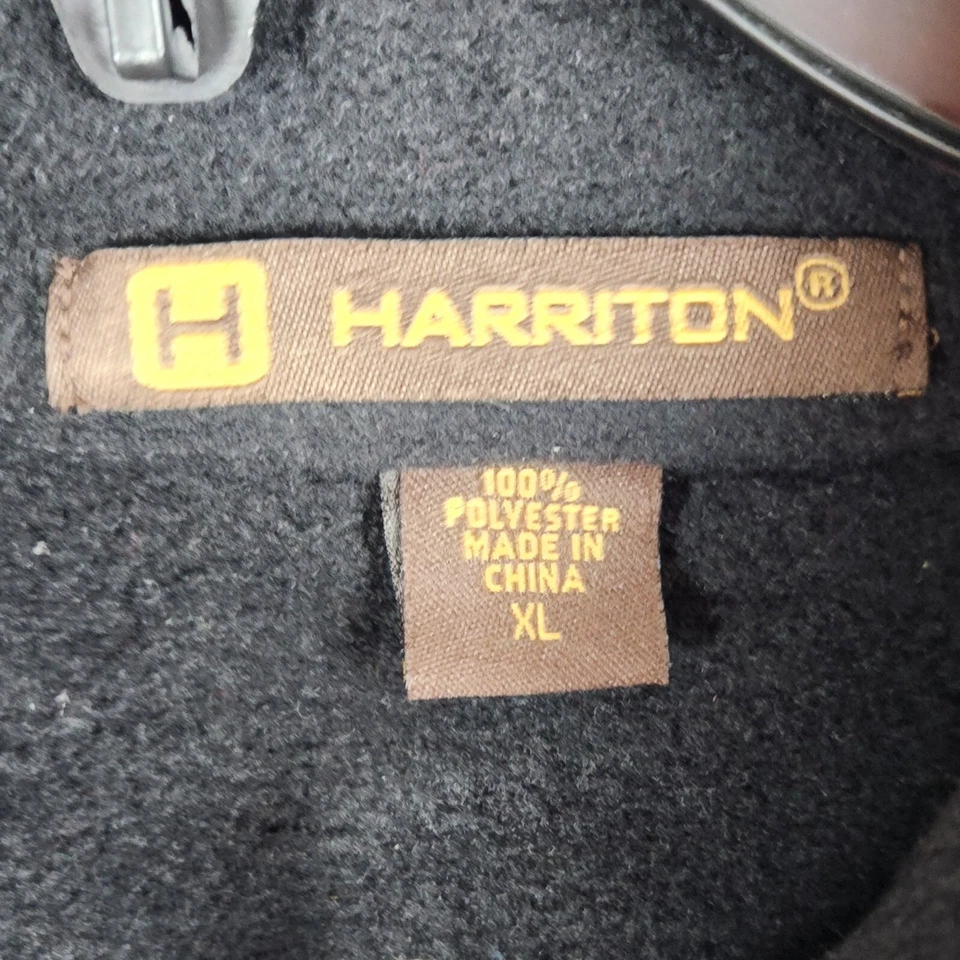 H HARRITON®
100%
POLYESTER
MADE IN
CHINA
XL